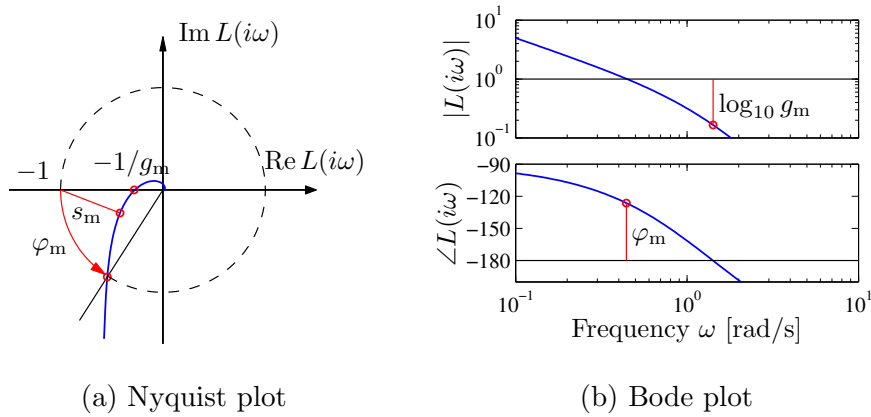 Im L(iω)
Re L(iω)
−1
−1/g_m
s_m
φ_m
(a) Nyquist plot
|L(iω)|
10^1
10^0
10^−1
log_10 g_m
∠L(iω)
−90
−120
−150
−180
φ_m
10^−1
10^0
10^1
Frequency ω [rad/s]
(b) Bode plot